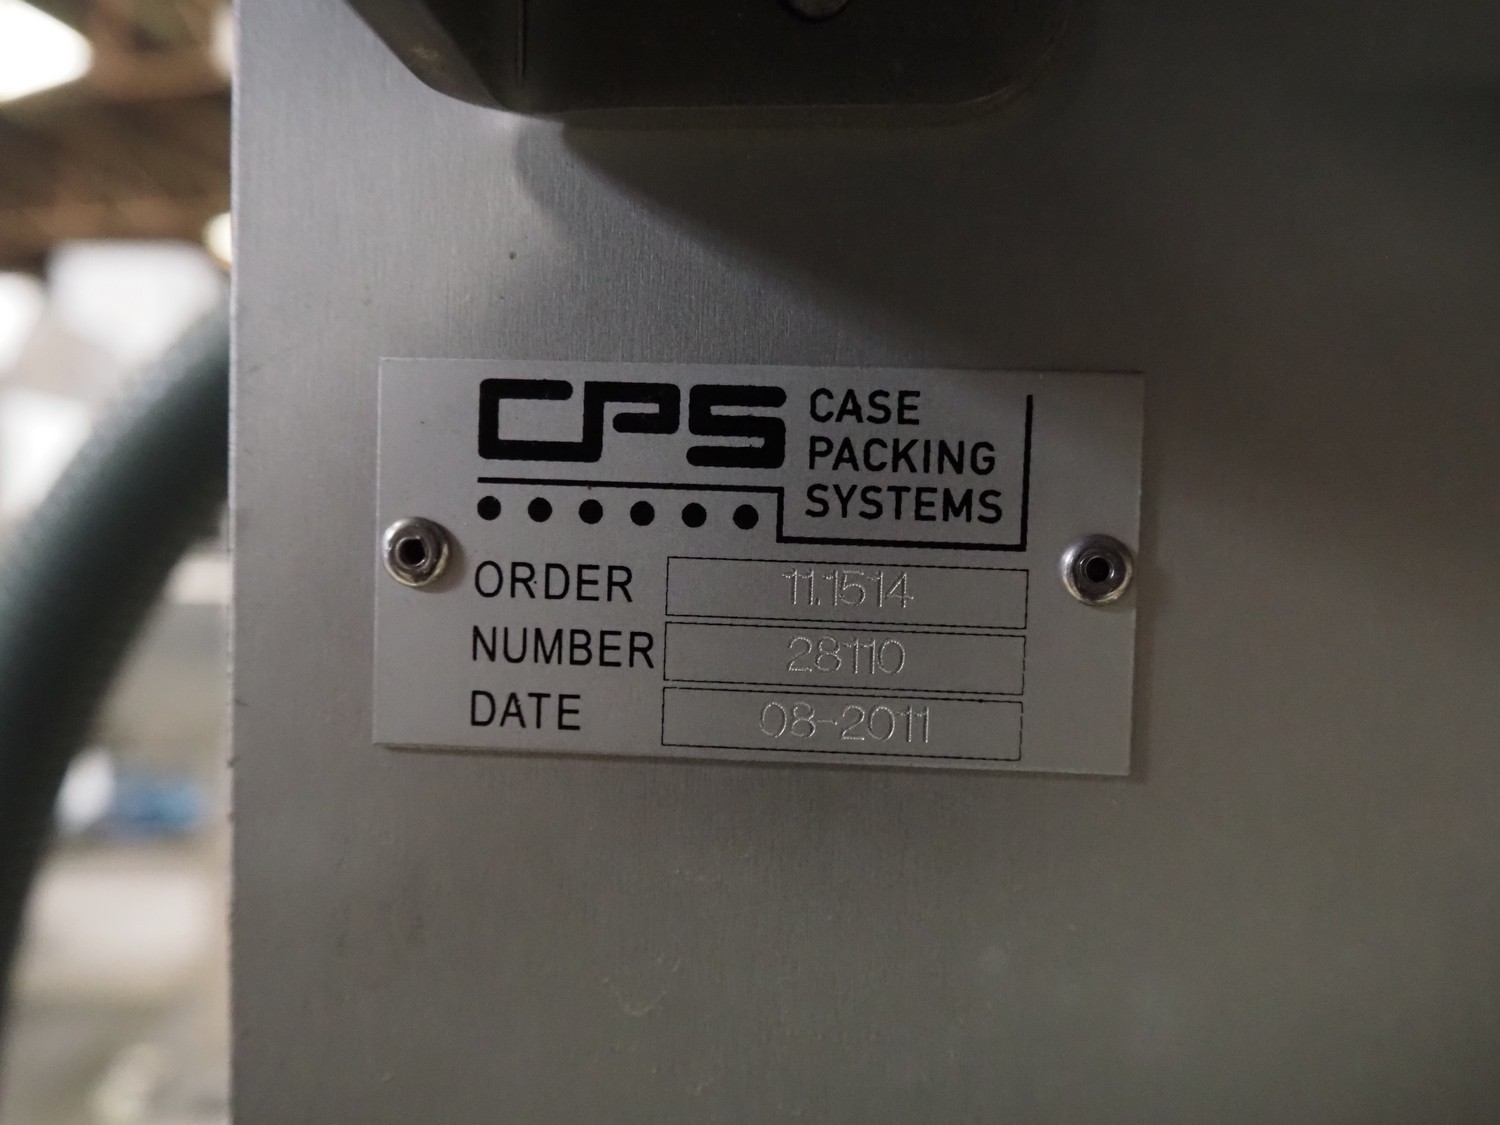 CPS CASE
PACKING
SYSTEMS
ORDER 11.1514
NUMBER 28110
DATE 08-2011